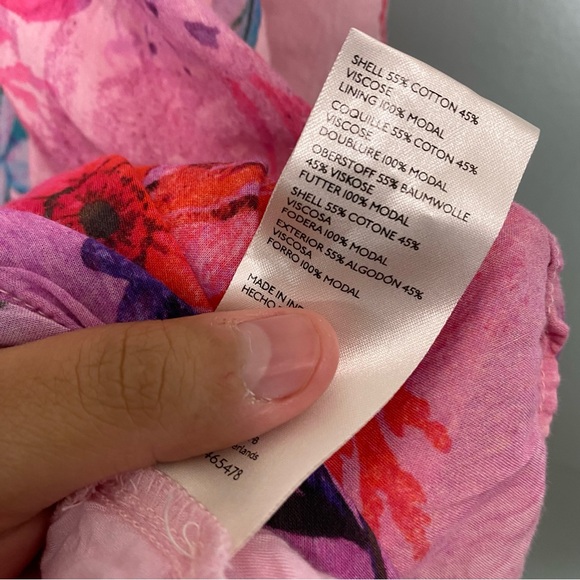 SHELL 55% COTTON 45%
VISCOSE
LINING 100% MODAL
COQUILLE 55% COTON 45%
VISCOSE
DOUBLURE 100% MODAL
OBERSTOFF 55% BAUMWOLLE
45% VISKOSE
FUTTER 100% MODAL
SHELL 55% COTONE 45%
VISCOSA
FODERA 100% MODAL
EXTERIOR 55% ALGODÓN 45%
VISCOSA
FORRO 100% MODAL
MADE IN
HECHO